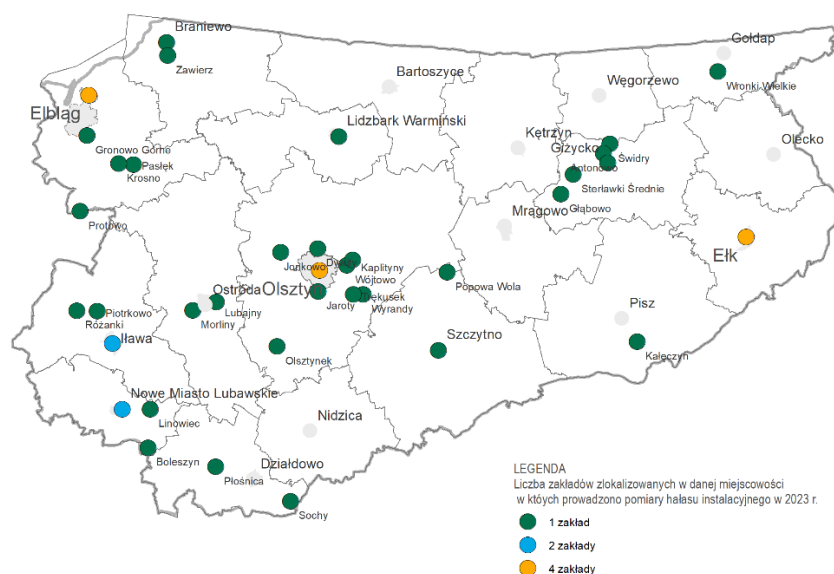 Braniewo
Zawierz
Gołdap
Wronki Wielkie
Bartoszyce
Węgorzewo
Elbląg
Lidzbark Warmiński
Kętrzyn
Olecko
Gronowo Górne
Pasłęk
Krosno
Giżycko
Świdry
Antonowo
Sterławki Średnie
Głąbowo
Mrągowo
Protowo
Ełk
Jonkowo
Dywity
Kaplityny
Wójtowo
Olsztyn
Popowa Wola
Ostróda
Lubajny
Morliny
Jaroty
Wyrandy
Pisz
Piotrkowo
Różanki
Iława
Olsztynek
Szczytno
Kałęczyn
Nowe Miasto Lubawskie
Linowiec
Nidzica
Boleszyn
Płośnica
Działdowo
Sochy
LEGENDA
Liczba zakładów zlokalizowanych w danej miejscowości
w któych prowadzono pomiary hałasu instalacyjnego w 2023 r.
1 zakład
2 zakłady
4 zakłady